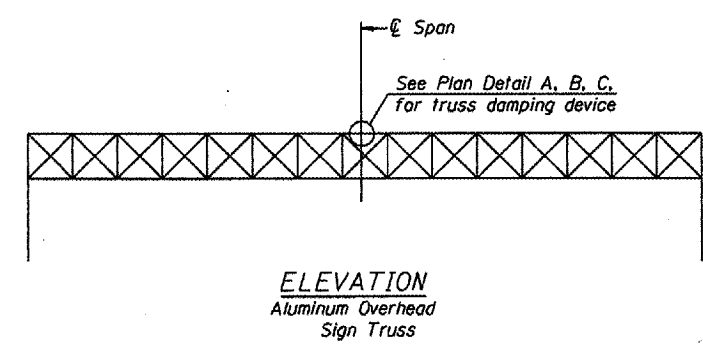 ℄ Span
See Plan Detail A, B, C,
for truss damping device
ELEVATION
Aluminum Overhead
Sign Truss